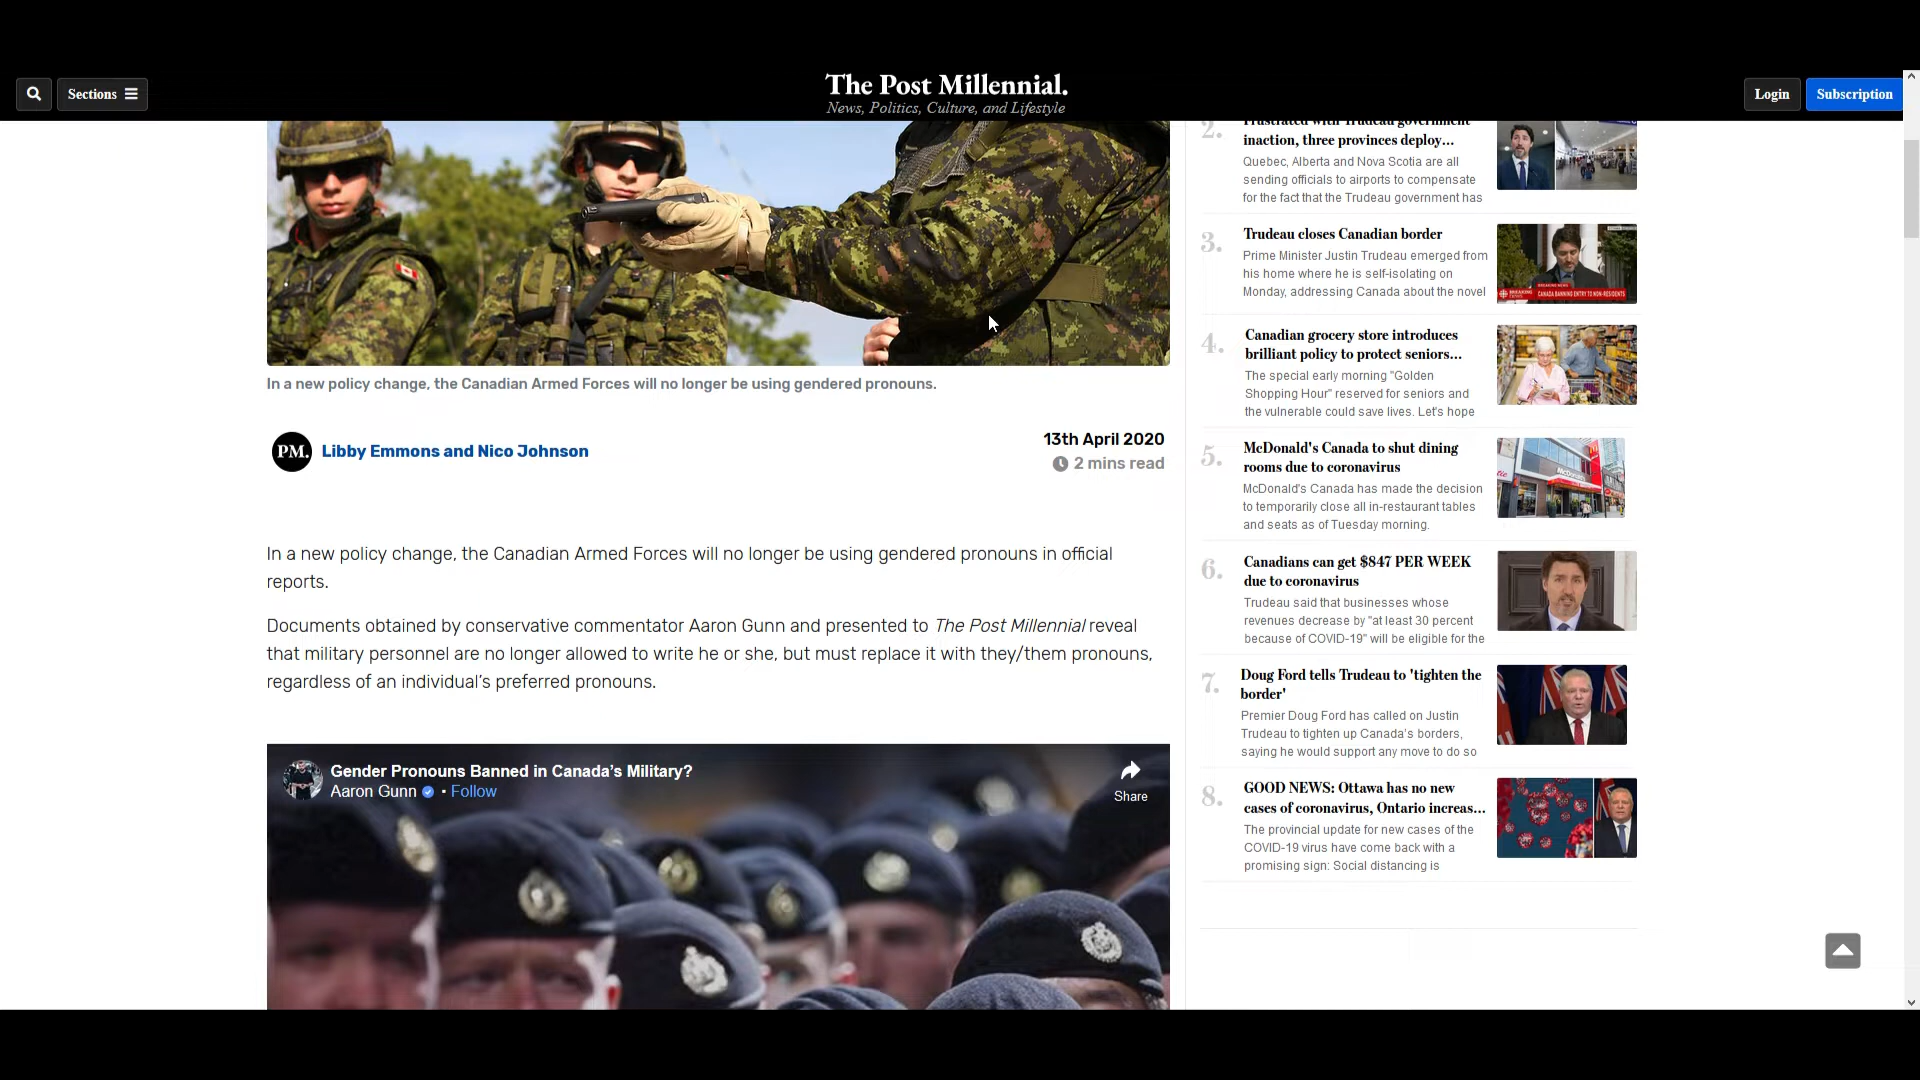 Sections
The Post Millennial.
News, Politics, Culture, and Lifestyle
Login
Subscription
In a new policy change, the Canadian Armed Forces will no longer be using gendered pronouns.
PM.
Libby Emmons and Nico Johnson
13th April 2020
2 mins read
In a new policy change, the Canadian Armed Forces will no longer be using gendered pronouns in official
reports.
Documents obtained by conservative commentator Aaron Gunn and presented to The Post Millennial reveal
that military personnel are no longer allowed to write he or she, but must replace it with they/them pronouns,
regardless of an individual’s preferred pronouns.
Gender Pronouns Banned in Canada’s Military?
Aaron Gunn • Follow
Share
2.
Frustrated with Trudeau government
inaction, three provinces deploy...
Quebec, Alberta and Nova Scotia are all
sending officials to airports to compensate
for the fact that the Trudeau government has
3.
Trudeau closes Canadian border
Prime Minister Justin Trudeau emerged from
his home where he is self-isolating on
Monday, addressing Canada about the novel
CANADA BANNING ENTRY TO NON-RESIDENTS
4.
Canadian grocery store introduces
brilliant policy to protect seniors...
The special early morning "Golden
Shopping Hour" reserved for seniors and
the vulnerable could save lives. Let's hope
5.
McDonald's Canada to shut dining
rooms due to coronavirus
McDonald's Canada has made the decision
to temporarily close all in-restaurant tables
and seats as of Tuesday morning.
6.
Canadians can get $847 PER WEEK
due to coronavirus
Trudeau said that businesses whose
revenues decrease by "at least 30 percent
because of COVID-19" will be eligible for the
7.
Doug Ford tells Trudeau to 'tighten the
border'
Premier Doug Ford has called on Justin
Trudeau to tighten up Canada's borders,
saying he would support any move to do so
8.
GOOD NEWS: Ottawa has no new
cases of coronavirus, Ontario increas...
The provincial update for new cases of the
COVID-19 virus have come back with a
promising sign: Social distancing is